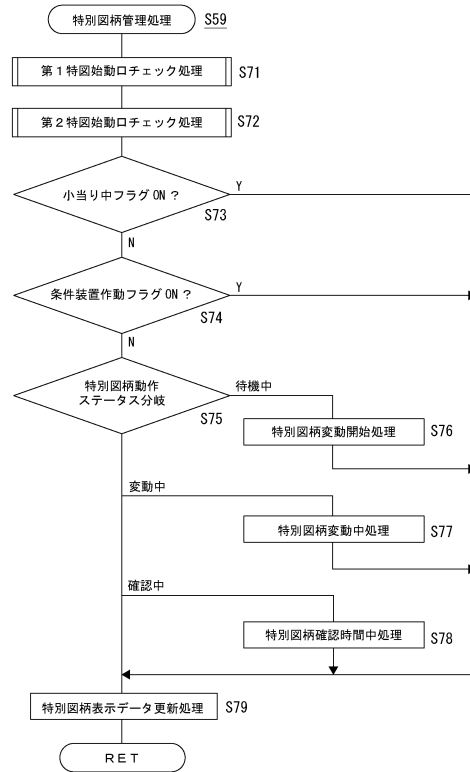 特別図柄管理処理 S59
第1特図始動口チェック処理 S71
第2特図始動口チェック処理 S72
小当り中フラグON？
Y
S73
N
条件装置作動フラグON？
Y
S74
N
特別図柄動作
ステータス分岐
待機中
S75
特別図柄変動開始処理 S76
変動中
特別図柄変動中処理 S77
確認中
特別図柄確認時間中処理 S78
特別図柄表示データ更新処理 S79
RET